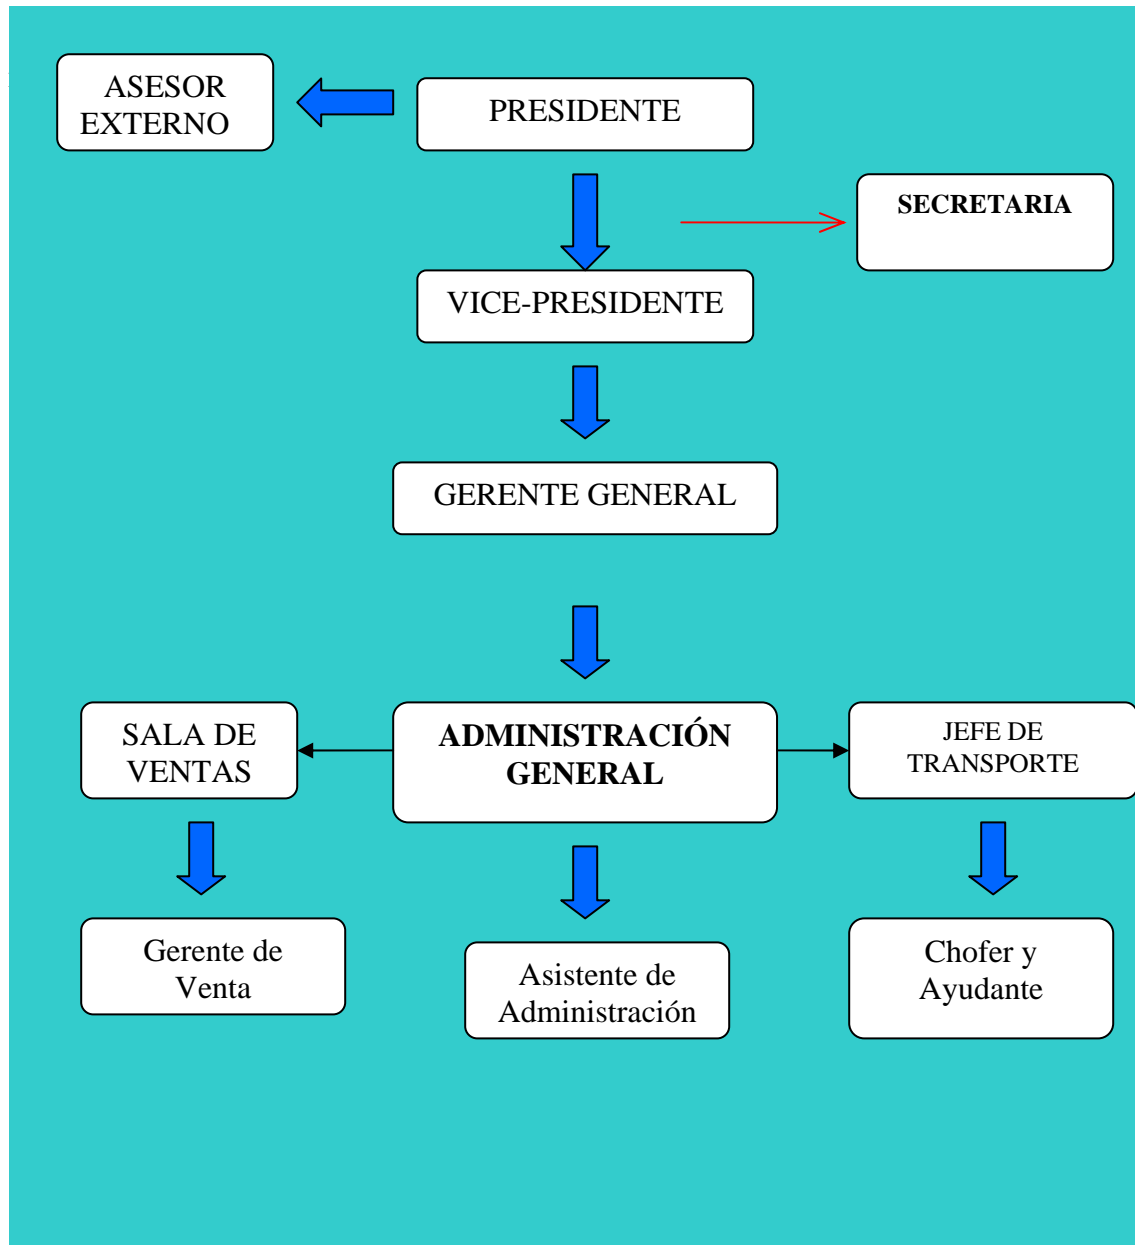 ASESOR
EXTERNO
PRESIDENTE
SECRETARIA
VICE-PRESIDENTE
GERENTE GENERAL
SALA DE
VENTAS
ADMINISTRACIÓN
GENERAL
JEFE DE
TRANSPORTE
Gerente de
Venta
Asistente de
Administración
Chofer y
Ayudante